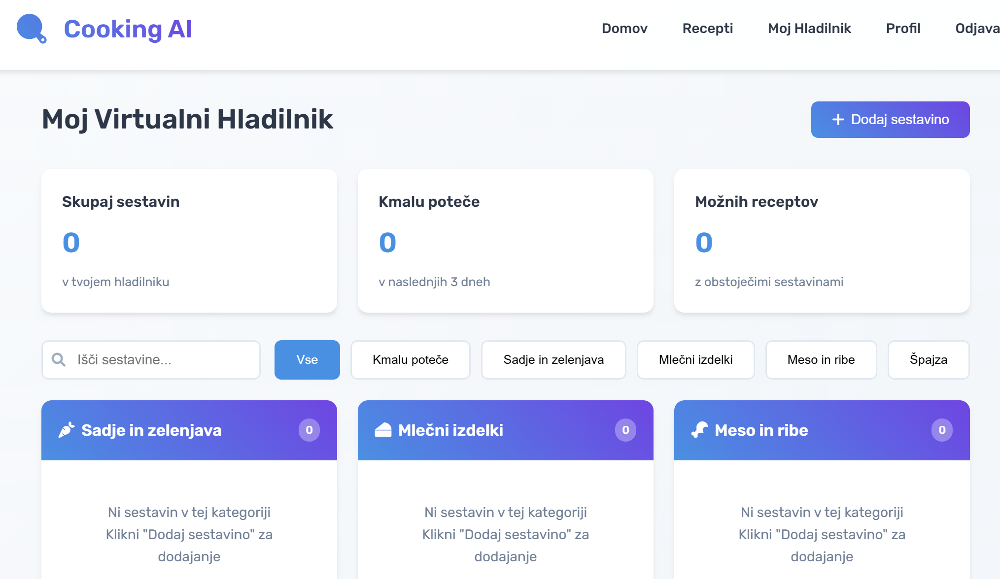 Cooking AI
Domov
Recepti
Moj Hladilnik
Profil
Odjava
Moj Virtualni Hladilnik
+ Dodaj sestavino
Skupaj sestavin
0
v tvojem hladilniku
Kmalu poteče
0
v naslednjih 3 dneh
Možnih receptov
0
z obstoječimi sestavinami
Išči sestavine...
Vse
Kmalu poteče
Sadje in zelenjava
Mlečni izdelki
Meso in ribe
Špajza
Sadje in zelenjava
0
Ni sestavin v tej kategoriji
Klikni "Dodaj sestavino" za
dodajanje
Mlečni izdelki
0
Ni sestavin v tej kategoriji
Klikni "Dodaj sestavino" za
dodajanje
Meso in ribe
0
Ni sestavin v tej kategoriji
Klikni "Dodaj sestavino" za
dodajanje